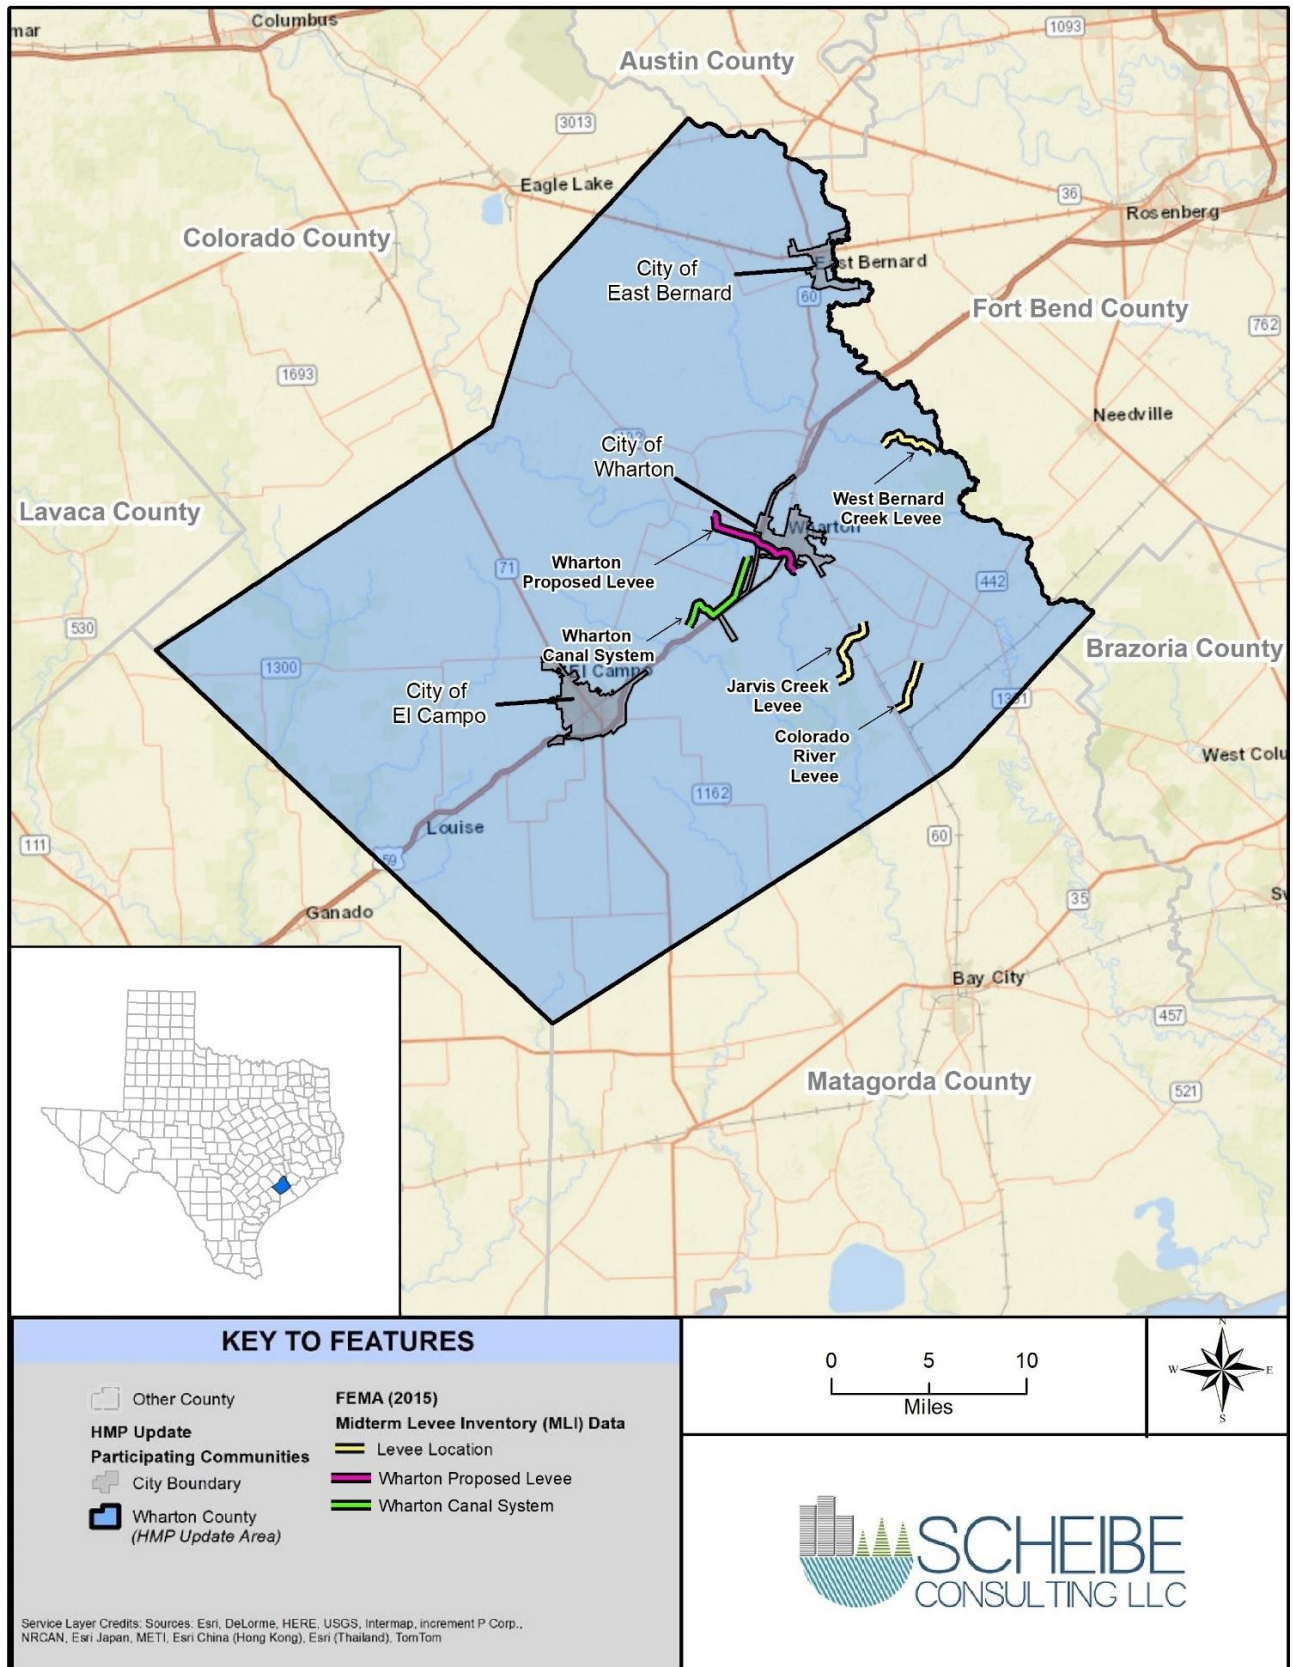 mar
Columbus
1093
Austin County
3013
Eagle Lake
36
Rosenberg
Colorado County
City of
East Bernard
st Bernard
60
Fort Bend County
762
1693
Needville
City of
Wharton
West Bernard
Creek Levee
Lavaca County
Wharton
Wharton
Proposed Levee
71
442
530
Wharton
Canal System
El Campo
1300
City of
El Campo
Jarvis Creek
Levee
Brazoria County
Colorado
River
Levee
West Colu
1162
Louise
111
59
60
35
Ganado
Bay City
457
Matagorda County
521
KEY TO FEATURES
Other County
HMP Update
Participating Communities
City Boundary
Wharton County
(HMP Update Area)
FEMA (2015)
Midterm Levee Inventory (MLI) Data
Levee Location
Wharton Proposed Levee
Wharton Canal System
Service Layer Credits: Sources: Esri, DeLorme, HERE, USGS, Intermap, increment P Corp.,
NRCAN, Esri Japan, METI, Esri China (Hong Kong), Esri (Thailand), TomTom
0 5 10
Miles
N
W E
S
SCHEIBE
CONSULTING LLC